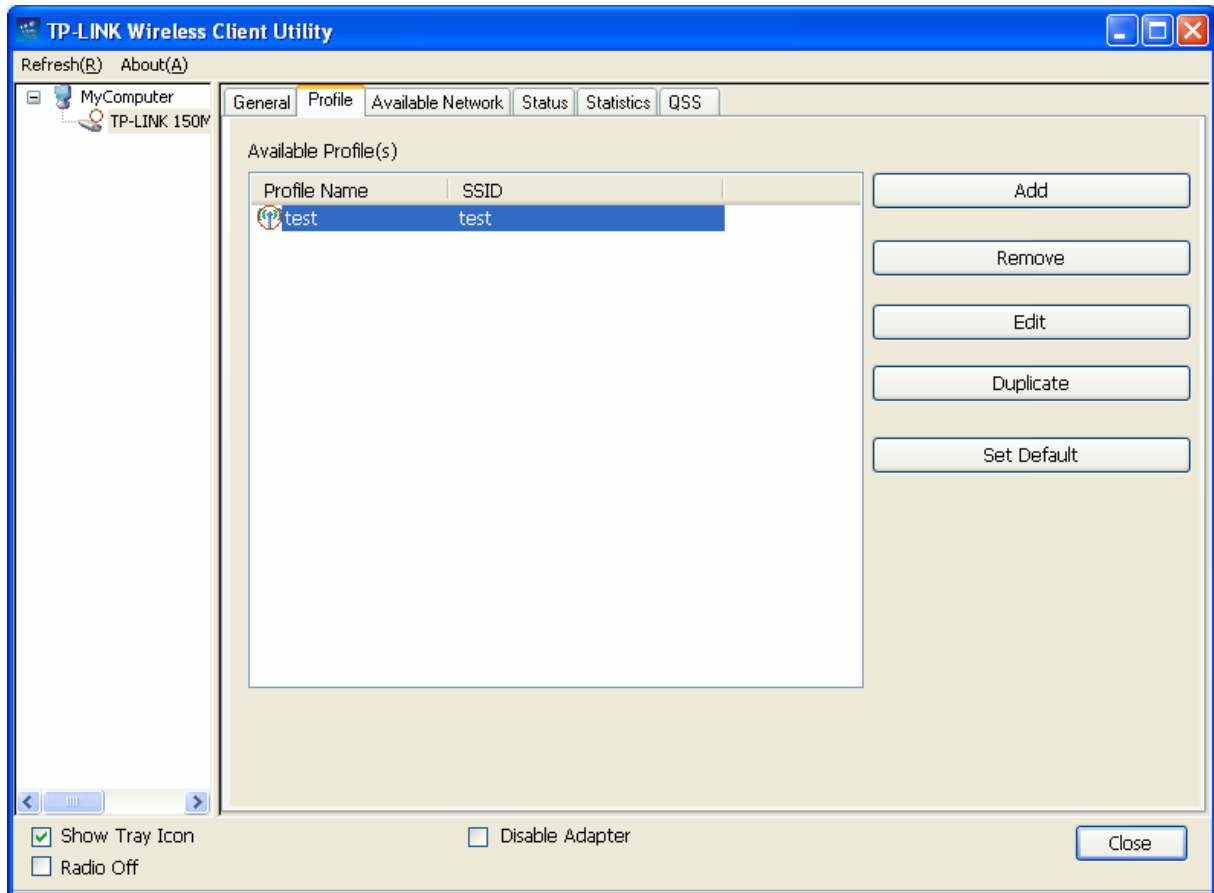 TP-LINK Wireless Client Utility
Refresh(R) About(A)
MyComputer
TP-LINK 150M
General Profile Available Network Status Statistics QSS
Available Profile(s)
Profile Name SSID
test test
Add
Remove
Edit
Duplicate
Set Default
Show Tray Icon
Disable Adapter
Radio Off
Close